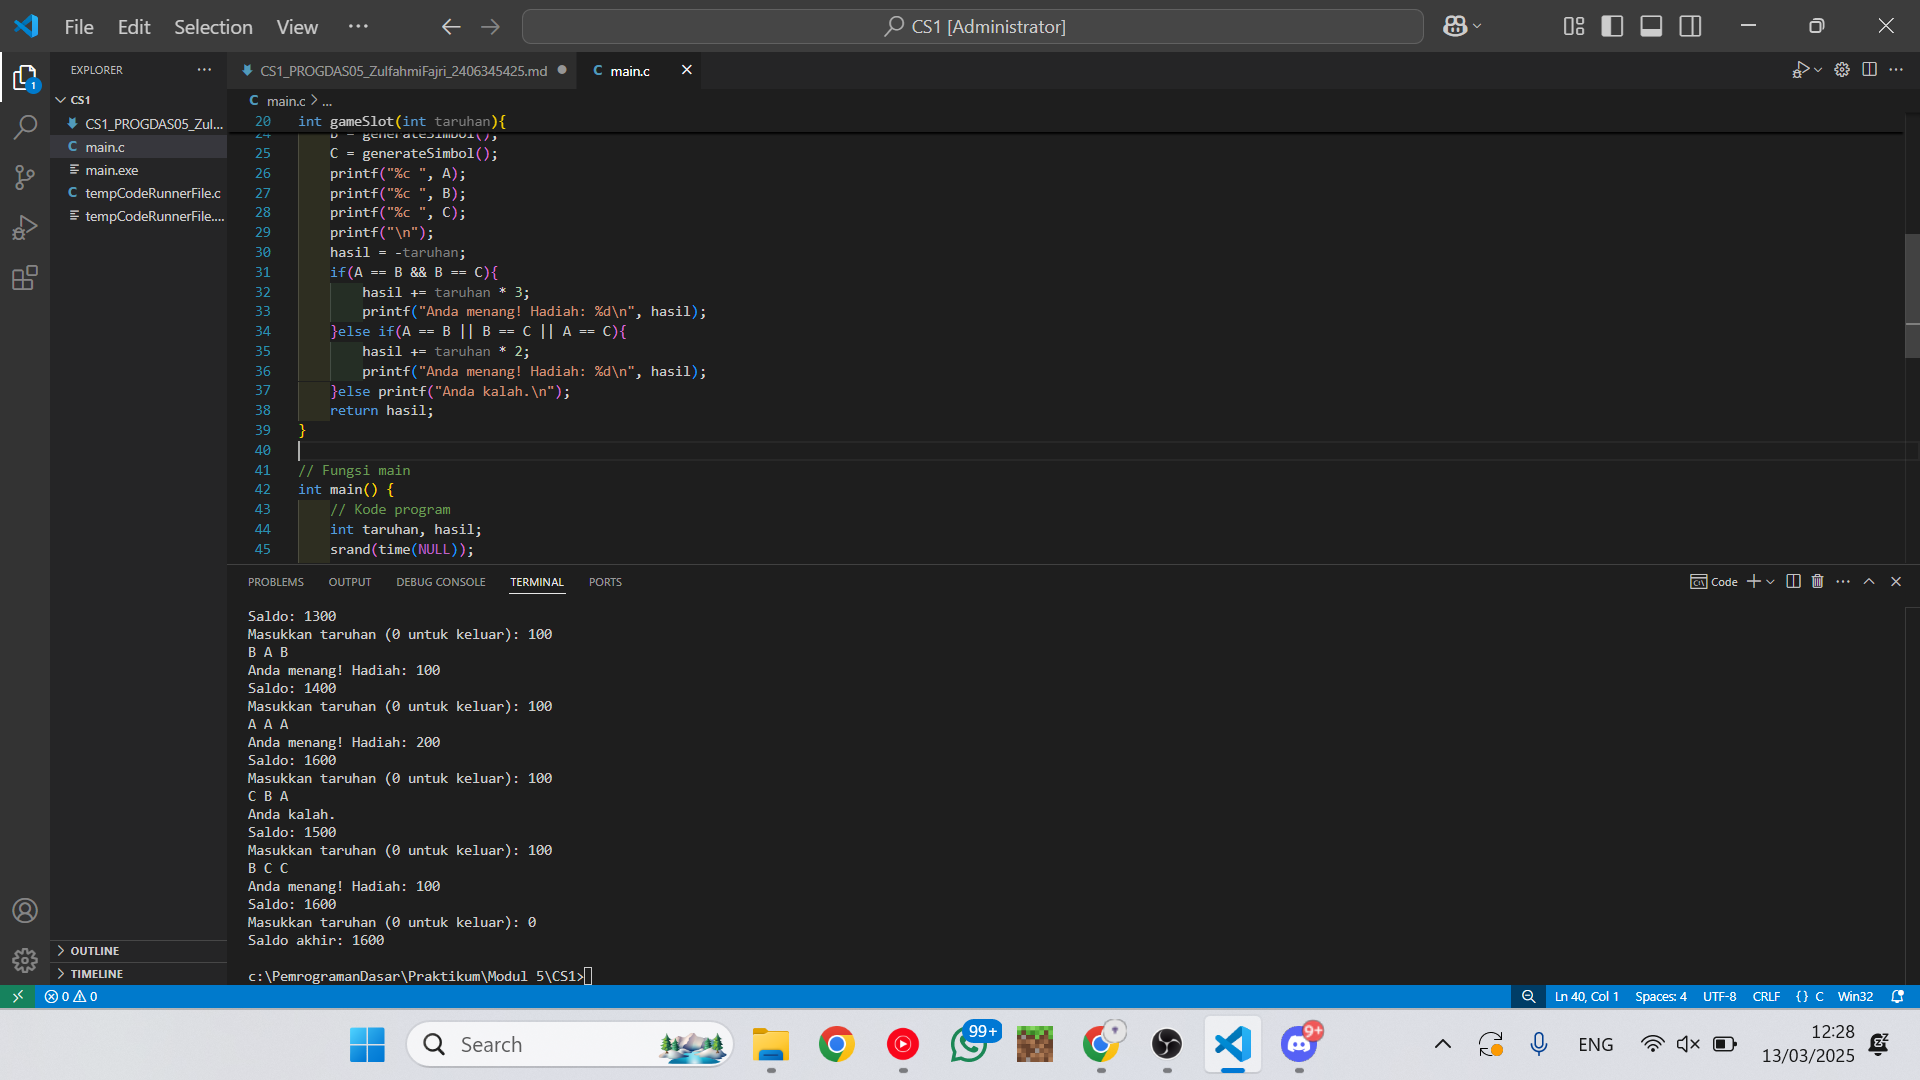 File Edit Selection View ··· CS1 [Administrator]
EXPLORER ···
CS1_PROGDAS05_ZulfahmiFajri_2406345425.md
main.c
1
CS1
CS1_PROGDAS05_Zul...
main.c
main.exe
tempCodeRunnerFile.c
tempCodeRunnerFile....
OUTLINE
TIMELINE
main.c > ...
20 int gameSlot(int taruhan){
24 B = generateSimbol();
25 C = generateSimbol();
26 printf("%c ", A);
27 printf("%c ", B);
28 printf("%c ", C);
29 printf("\n");
30 hasil = -taruhan;
31 if(A == B && B == C){
32 hasil += taruhan * 3;
33 printf("Anda menang! Hadiah: %d\n", hasil);
34 }else if(A == B || B == C || A == C){
35 hasil += taruhan * 2;
36 printf("Anda menang! Hadiah: %d\n", hasil);
37 }else printf("Anda kalah.\n");
38 return hasil;
39 }
40
41 // Fungsi main
42 int main() {
43 // Kode program
44 int taruhan, hasil;
45 srand(time(NULL));
PROBLEMS OUTPUT DEBUG CONSOLE TERMINAL PORTS
Code
Saldo: 1300
Masukkan taruhan (0 untuk keluar): 100
B A B
Anda menang! Hadiah: 100
Saldo: 1400
Masukkan taruhan (0 untuk keluar): 100
A A A
Anda menang! Hadiah: 200
Saldo: 1600
Masukkan taruhan (0 untuk keluar): 100
C B A
Anda kalah.
Saldo: 1500
Masukkan taruhan (0 untuk keluar): 100
B C C
Anda menang! Hadiah: 100
Saldo: 1600
Masukkan taruhan (0 untuk keluar): 0
Saldo akhir: 1600
c:\PemrogramanDasar\Praktikum\Modul 5\CS1>
0 0 Ln 40, Col 1 Spaces: 4 UTF-8 CRLF {} C Win32
Search 99+ 9+ ENG 12:28
13/03/2025